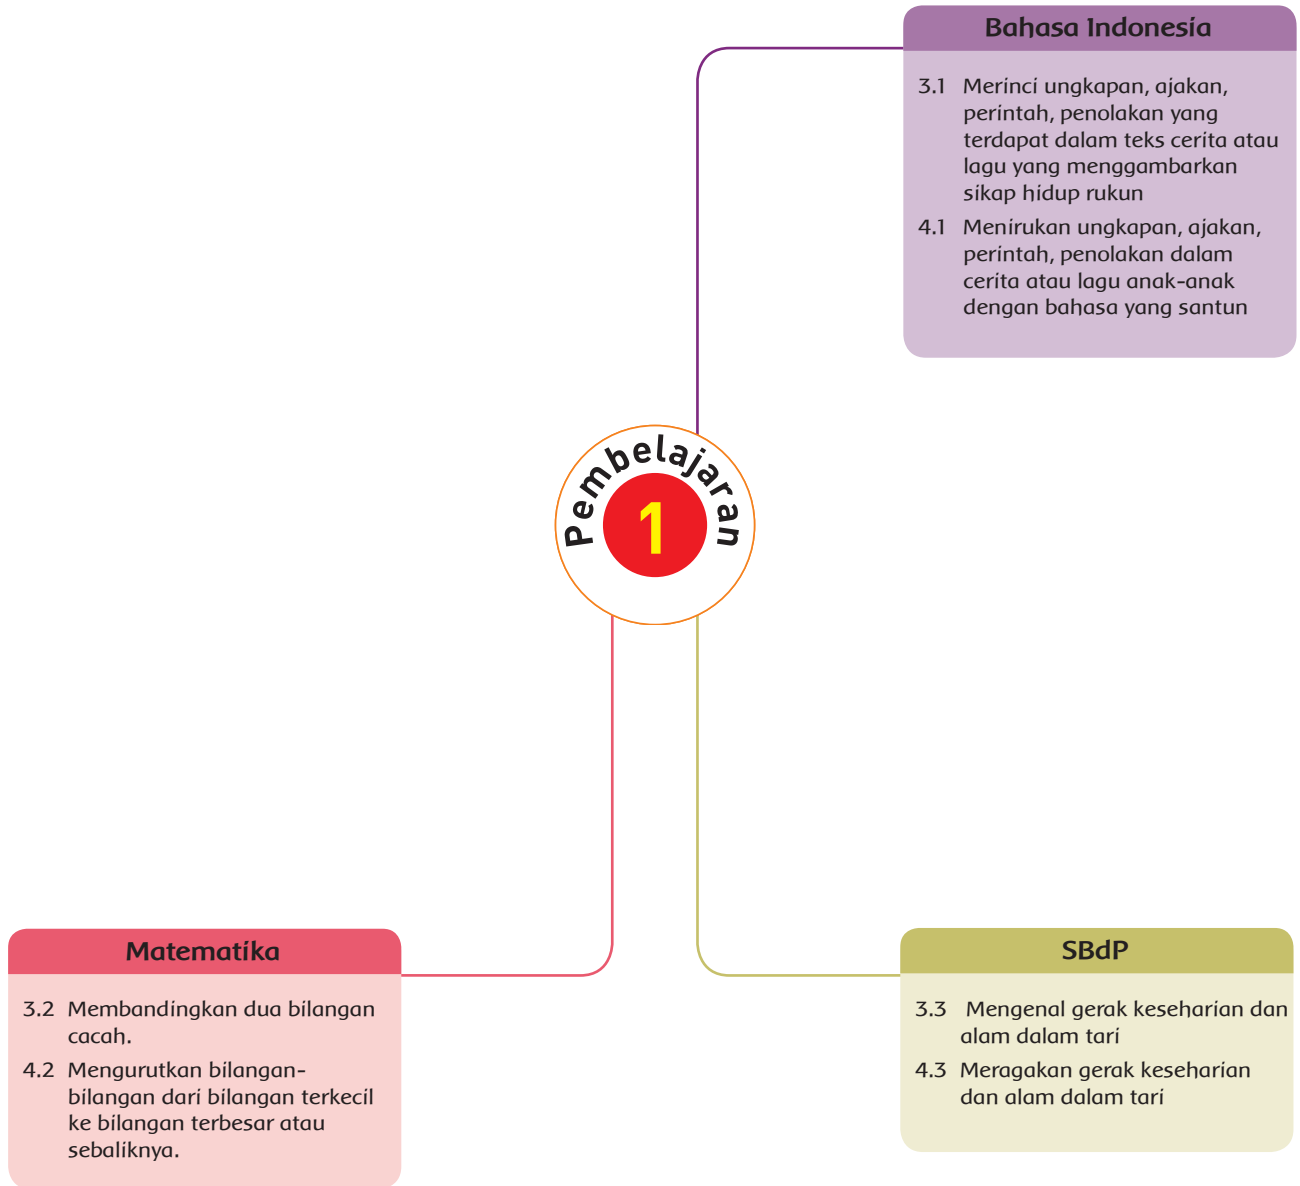 Bahasa Indonesia
3.1 Merinci ungkapan, ajakan,
perintah, penolakan yang
terdapat dalam teks cerita atau
lagu yang menggambarkan
sikap hidup rukun
4.1 Menirukan ungkapan, ajakan,
perintah, penolakan dalam
cerita atau lagu anak-anak
dengan bahasa yang santun
Pembelajaran
1
Matematika
3.2 Membandingkan dua bilangan
cacah.
4.2 Mengurutkan bilangan-
bilangan dari bilangan terkecil
ke bilangan terbesar atau
sebaliknya.
SBdP
3.3 Mengenal gerak keseharian dan
alam dalam tari
4.3 Meragakan gerak keseharian
dan alam dalam tari